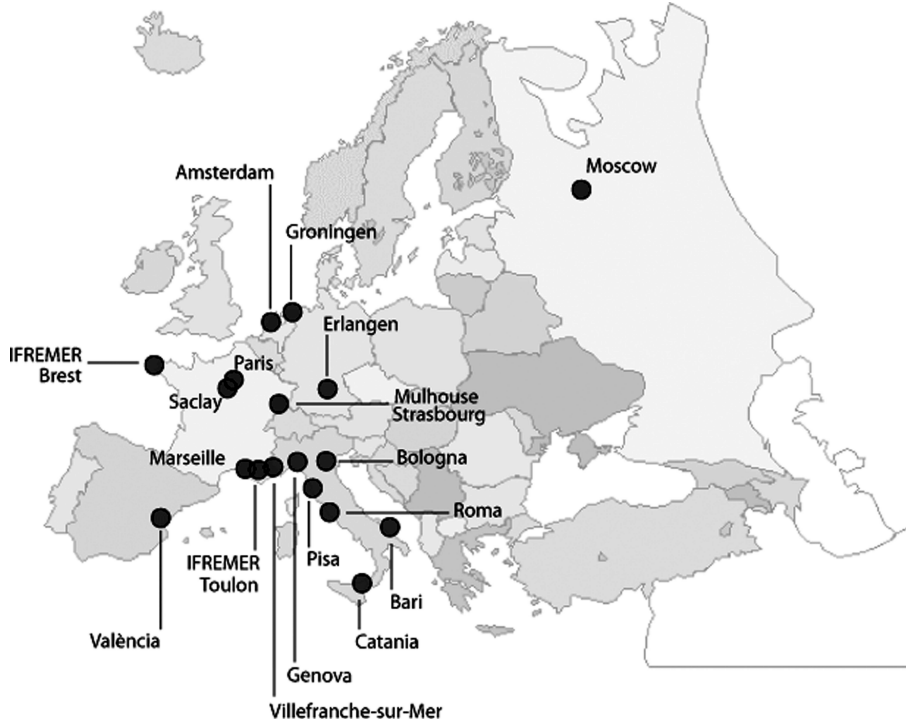 Moscow
Amsterdam
Groningen
Erlangen
IFREMER
Brest
Paris
Saclay
Mulhouse
Strasbourg
Marseille
Bologna
Roma
IFREMER
Toulon
Pisa
Bari
València
Catania
Genova
Villefranche-sur-Mer